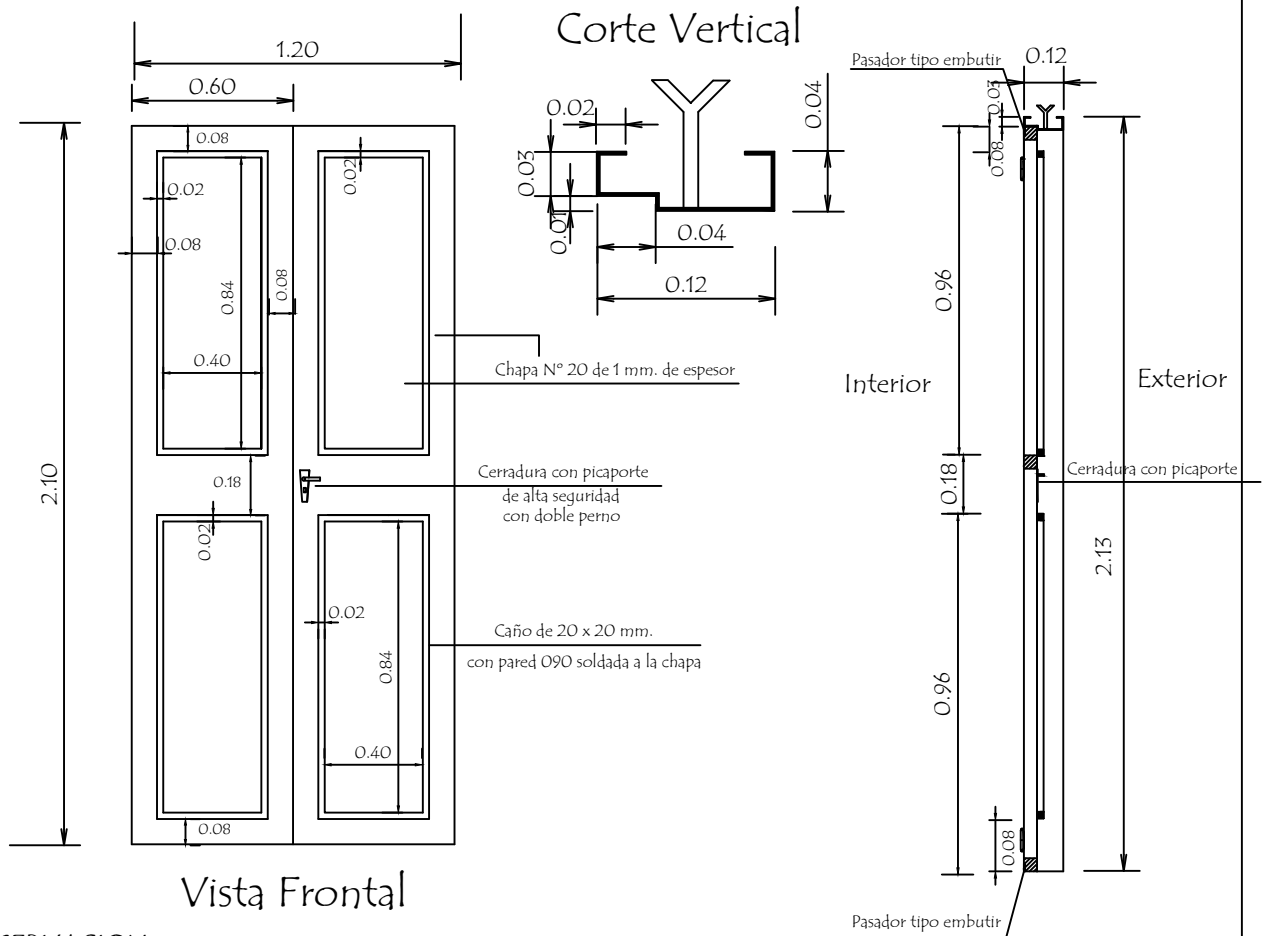 Corte Vertical
1.20
0.60
0.08
0.02
0.02
0.08
0.08
0.84
0.40
2.10
0.18
0.02
0.02
0.84
0.40
0.08
Vista Frontal
0.02
0.04
0.03
0.01
0.04
0.12
Chapa Nº 20 de 1 mm. de espesor
Cerradura con picaporte
de alta seguridad
con doble perno
Caño de 20 x 20 mm.
con pared 090 soldada a la chapa
Pasador tipo embutir
0.12
0.03
0.08
0.96
Interior
Exterior
0.18
Cerradura con picaporte
2.13
0.96
0.08
Pasador tipo embutir